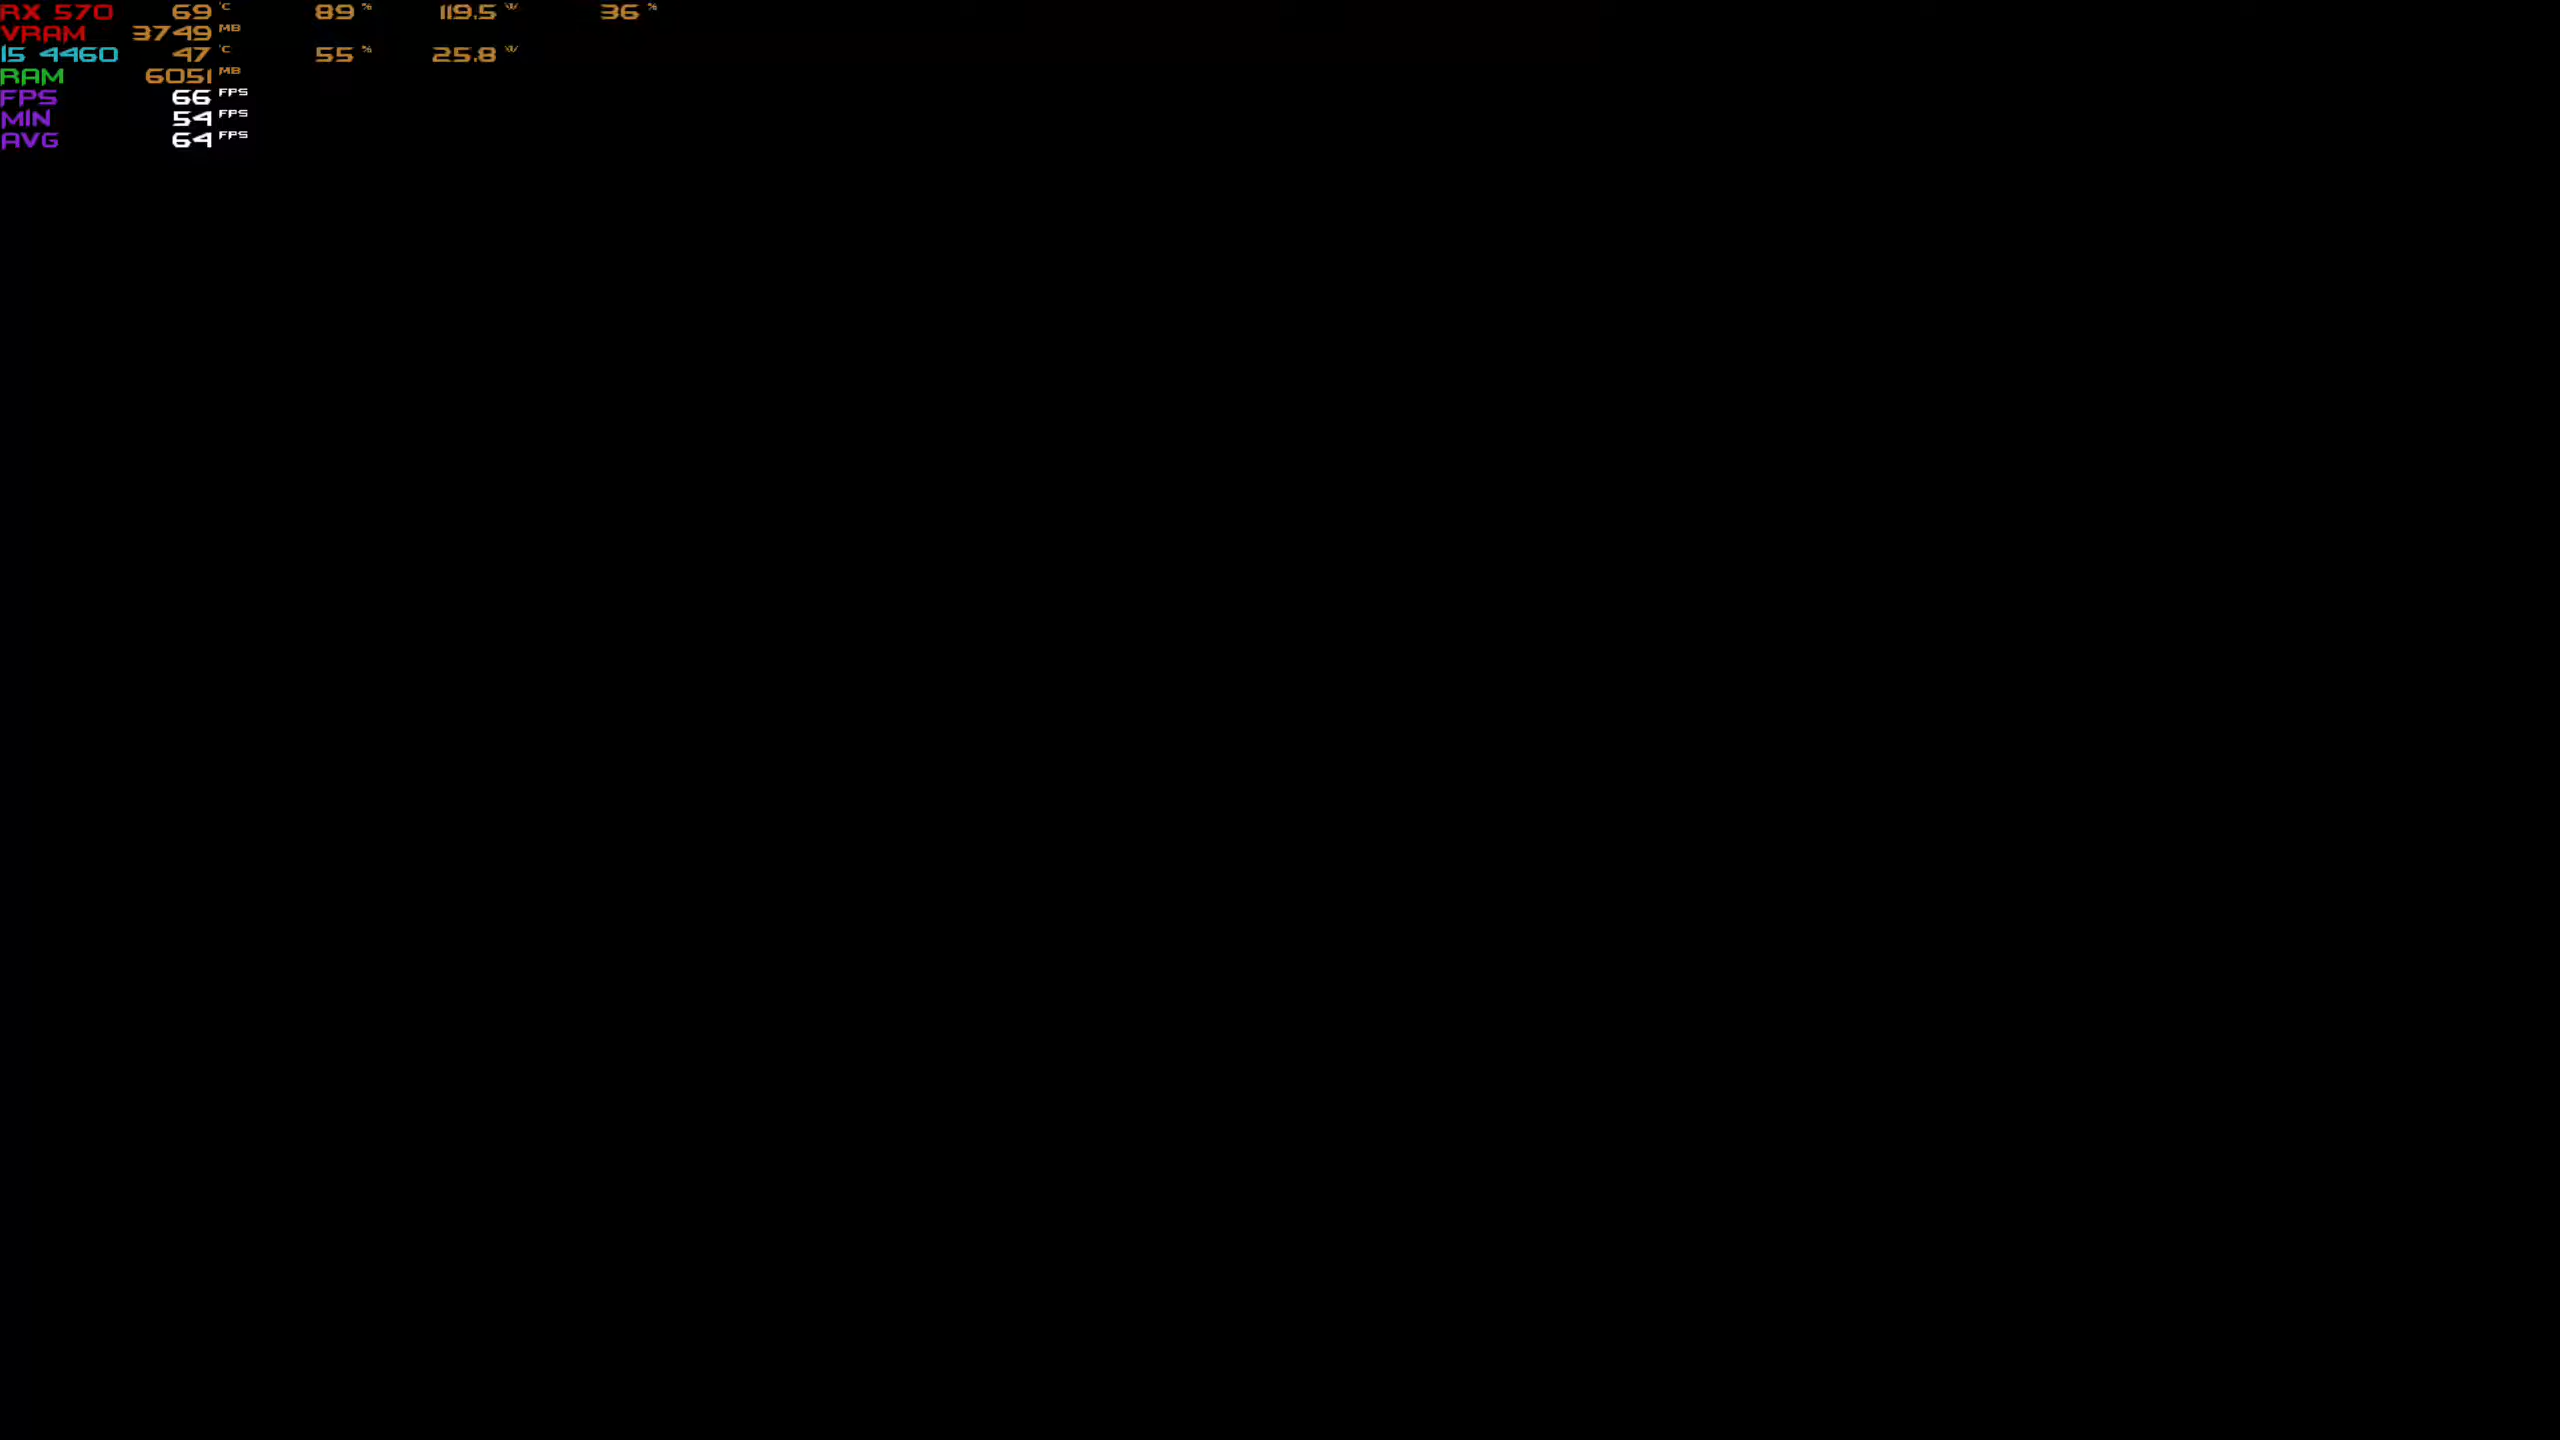 RX 570 69 °C 89 % 119.5 W 36 %
VRAM 3749 MB
I5 4460 47 °C 55 % 25.8 W
RAM 6051 MB
FPS 66 FPS
MIN 54 FPS
AVG 64 FPS